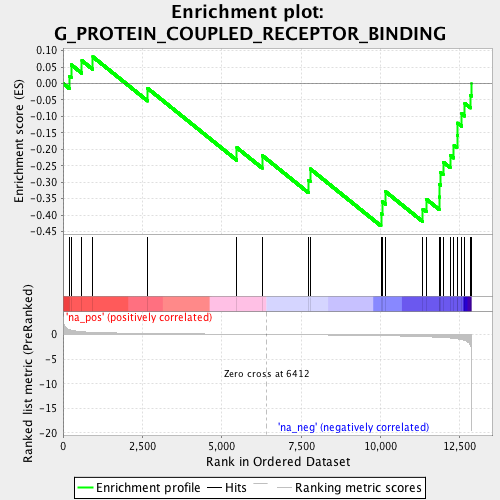 Enrichment plot:
G_PROTEIN_COUPLED_RECEPTOR_BINDING
Enrichment score (ES)
0.10
0.05
0.00
-0.05
-0.10
-0.15
-0.20
-0.25
-0.30
-0.35
-0.40
-0.45
'na_pos' (positively correlated)
Ranked list metric (PreRanked)
0
-5
-10
-15
-20
Zero cross at 6412
'na_neg' (negatively correlated)
0 2,500 5,000 7,500 10,000 12,500
Rank in Ordered Dataset
Enrichment profile Hits Ranking metric scores